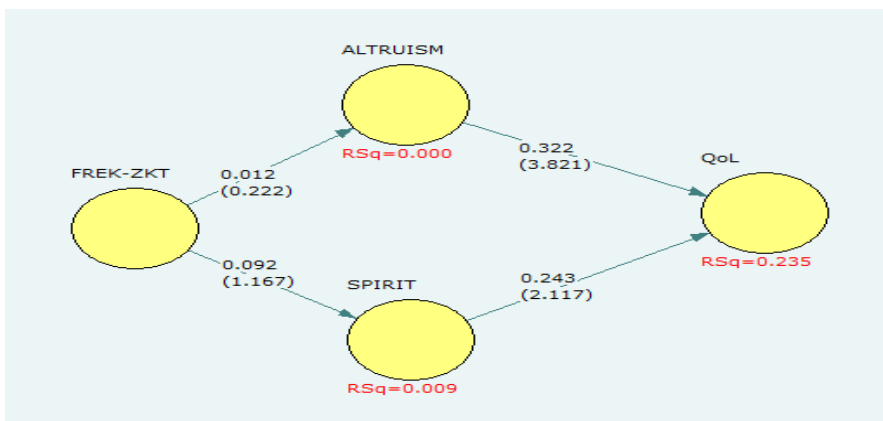 ALTRUISM
RSq=0.000
FREK-ZKT
0.012
(0.222)
0.322
(3.821)
QoL
RSq=0.235
0.092
(1.167)
SPIRIT
RSq=0.009
0.243
(2.117)